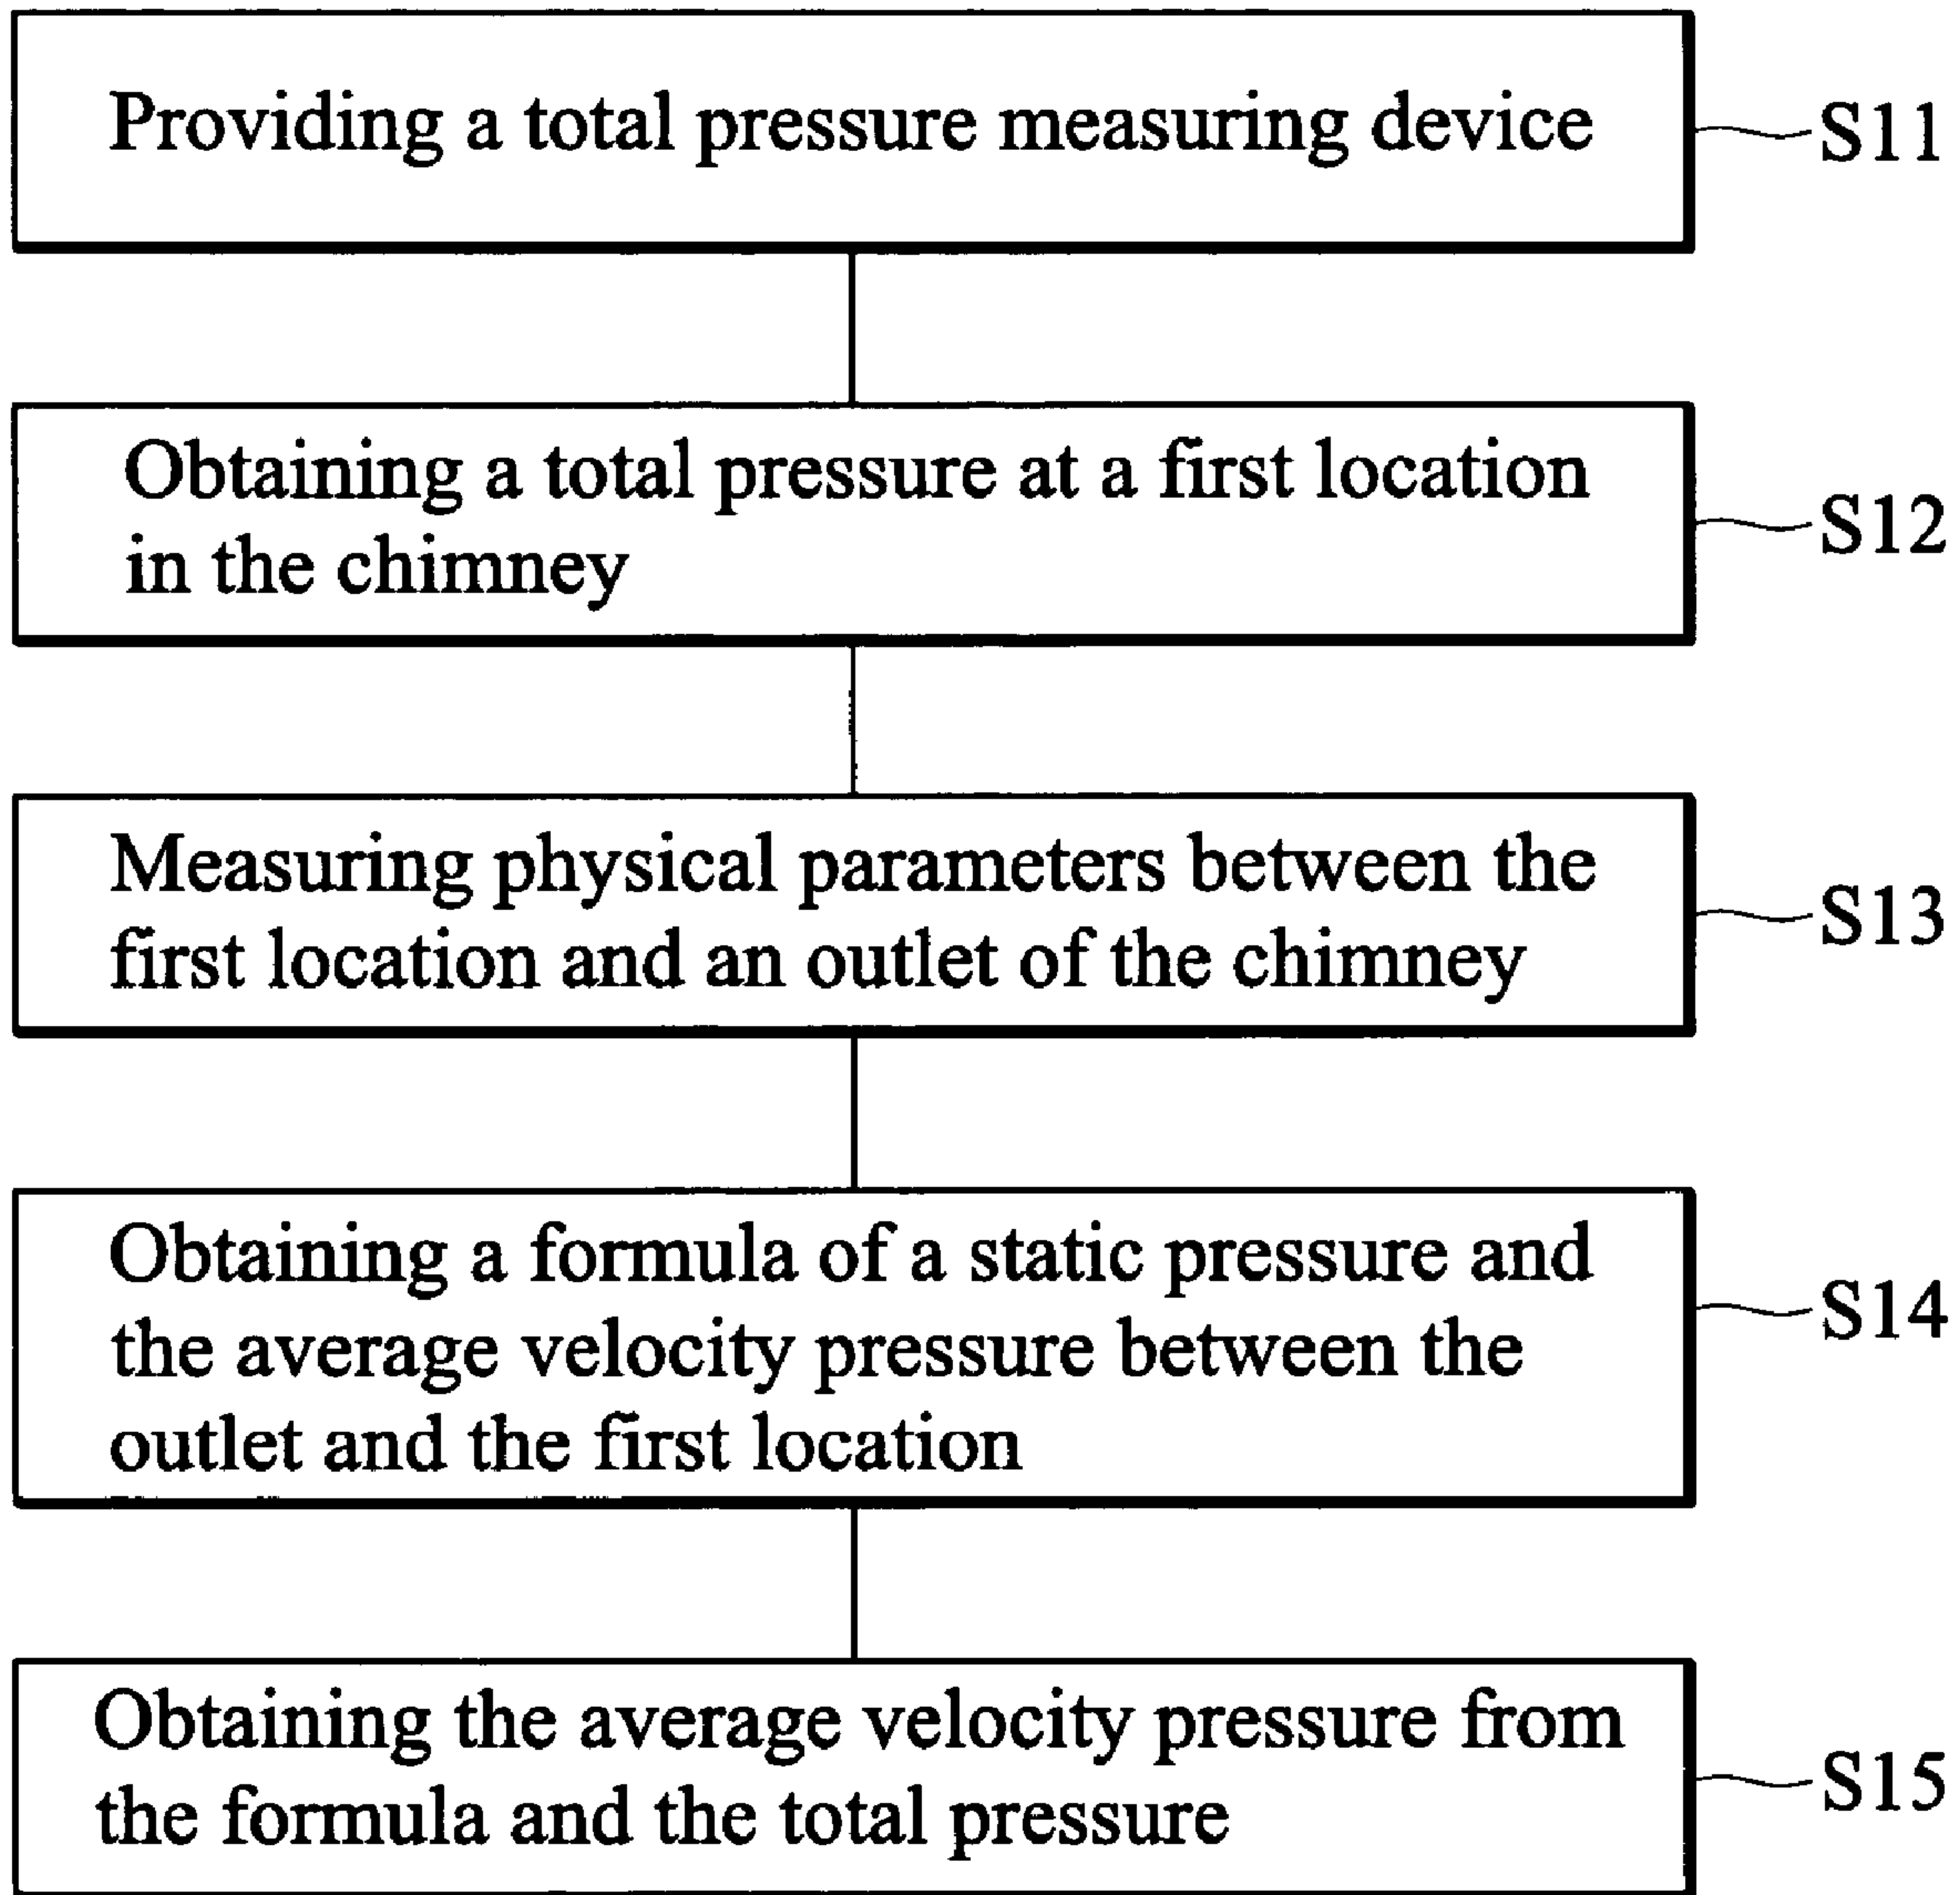 Providing a total pressure measuring device
S11
Obtaining a total pressure at a first location
in the chimney
S12
Measuring physical parameters between the
first location and an outlet of the chimney
S13
Obtaining a formula of a static pressure and
the average velocity pressure between the
outlet and the first location
S14
Obtaining the average velocity pressure from
the formula and the total pressure
S15